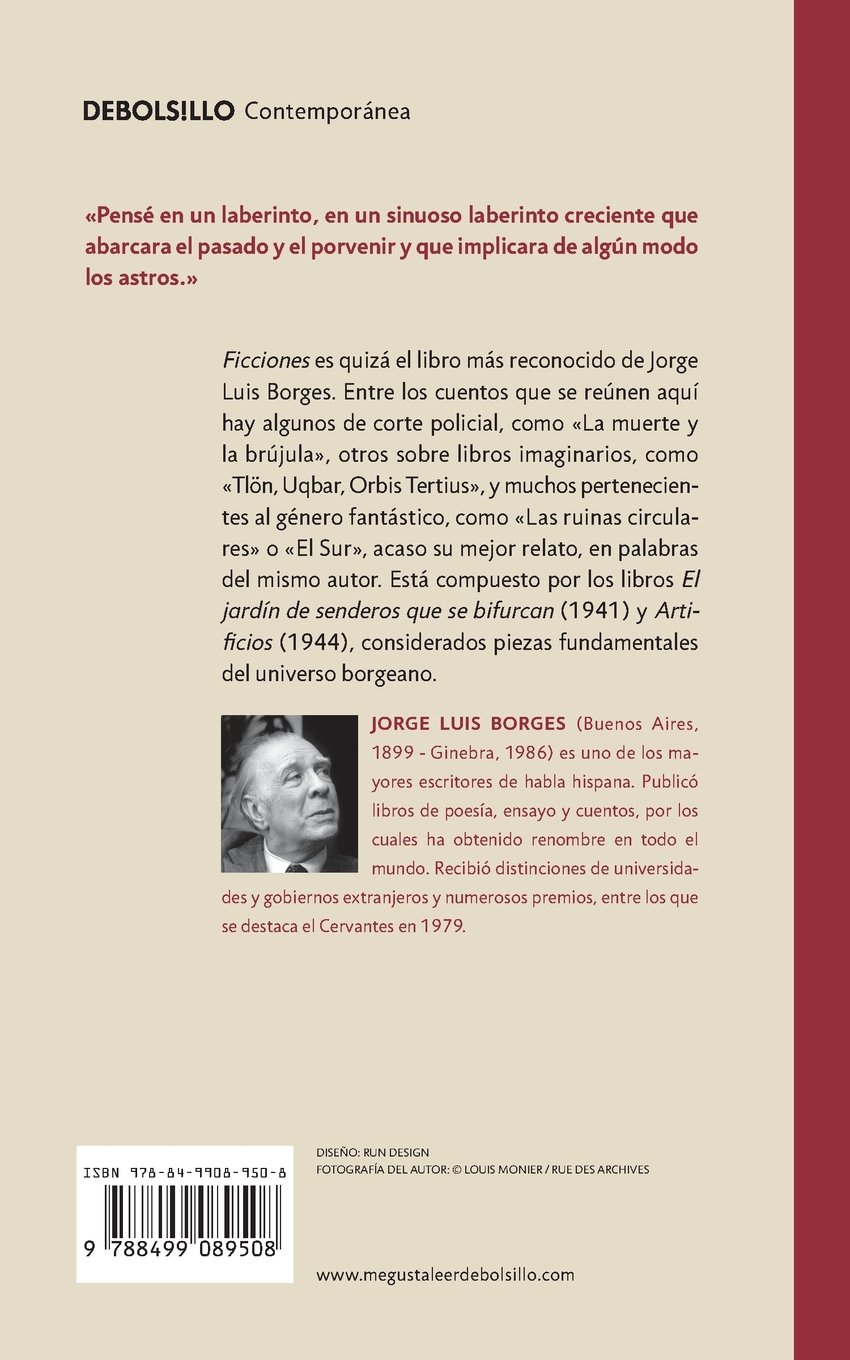 DEBOLS!LLO Contemporánea
«Pensé en un laberinto, en un sinuoso laberinto creciente que
abarcara el pasado y el porvenir y que implicara de algún modo
los astros.»
Ficciones es quizá el libro más reconocido de Jorge
Luis Borges. Entre los cuentos que se reúnen aquí
hay algunos de corte policial, como «La muerte y
la brújula», otros sobre libros imaginarios, como
«Tlön, Uqbar, Orbis Tertius», y muchos pertenecien-
tes al género fantástico, como «Las ruinas circula-
res» o «El Sur», acaso su mejor relato, en palabras
del mismo autor. Está compuesto por los libros El
jardín de senderos que se bifurcan (1941) y Arti-
ficios (1944), considerados piezas fundamentales
del universo borgeano.
JORGE LUIS BORGES (Buenos Aires,
1899 - Ginebra, 1986) es uno de los ma-
yores escritores de habla hispana. Publicó
libros de poesía, ensayo y cuentos, por los
cuales ha obtenido renombre en todo el
mundo. Recibió distinciones de universida-
des y gobiernos extranjeros y numerosos premios, entre los que
se destaca el Cervantes en 1979.
DISEÑO: RUN DESIGN
FOTOGRAFÍA DEL AUTOR: © LOUIS MONIER / RUE DES ARCHIVES
ISBN 978-84-9908-950-8
9 788499 089508
www.megustaleerdebolsillo.com